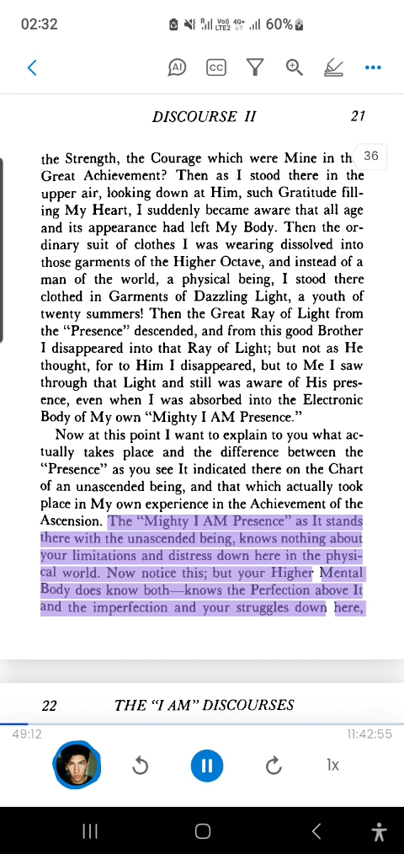 02:32
60%
AI
CC
DISCOURSE II 21
36
the Strength, the Courage which were Mine in th
Great Achievement? Then as I stood there in the
upper air, looking down at Him, such Gratitude fill-
ing My Heart, I suddenly became aware that all age
and its appearance had left My Body. Then the or-
dinary suit of clothes I was wearing dissolved into
those garments of the Higher Octave, and instead of a
man of the world, a physical being, I stood there
clothed in Garments of Dazzling Light, a youth of
twenty summers! Then the Great Ray of Light from
the “Presence” descended, and from this good Brother
I disappeared into that Ray of Light; but not as He
thought, for to Him I disappeared, but to Me I saw
through that Light and still was aware of His pres-
ence, even when I was absorbed into the Electronic
Body of My own “Mighty I AM Presence.”
Now at this point I want to explain to you what ac-
tually takes place and the difference between the
“Presence” as you see It indicated there on the Chart
of an unascended being, and that which actually took
place in My own experience in the Achievement of the
Ascension. The “Mighty I AM Presence” as It stands
there with the unascended being, knows nothing about
your limitations and distress down here in the physi-
cal world. Now notice this; but your Higher Mental
Body does know both—knows the Perfection above It
and the imperfection and your struggles down here,
22 THE “I AM” DISCOURSES
49:12 11:42:55
1x